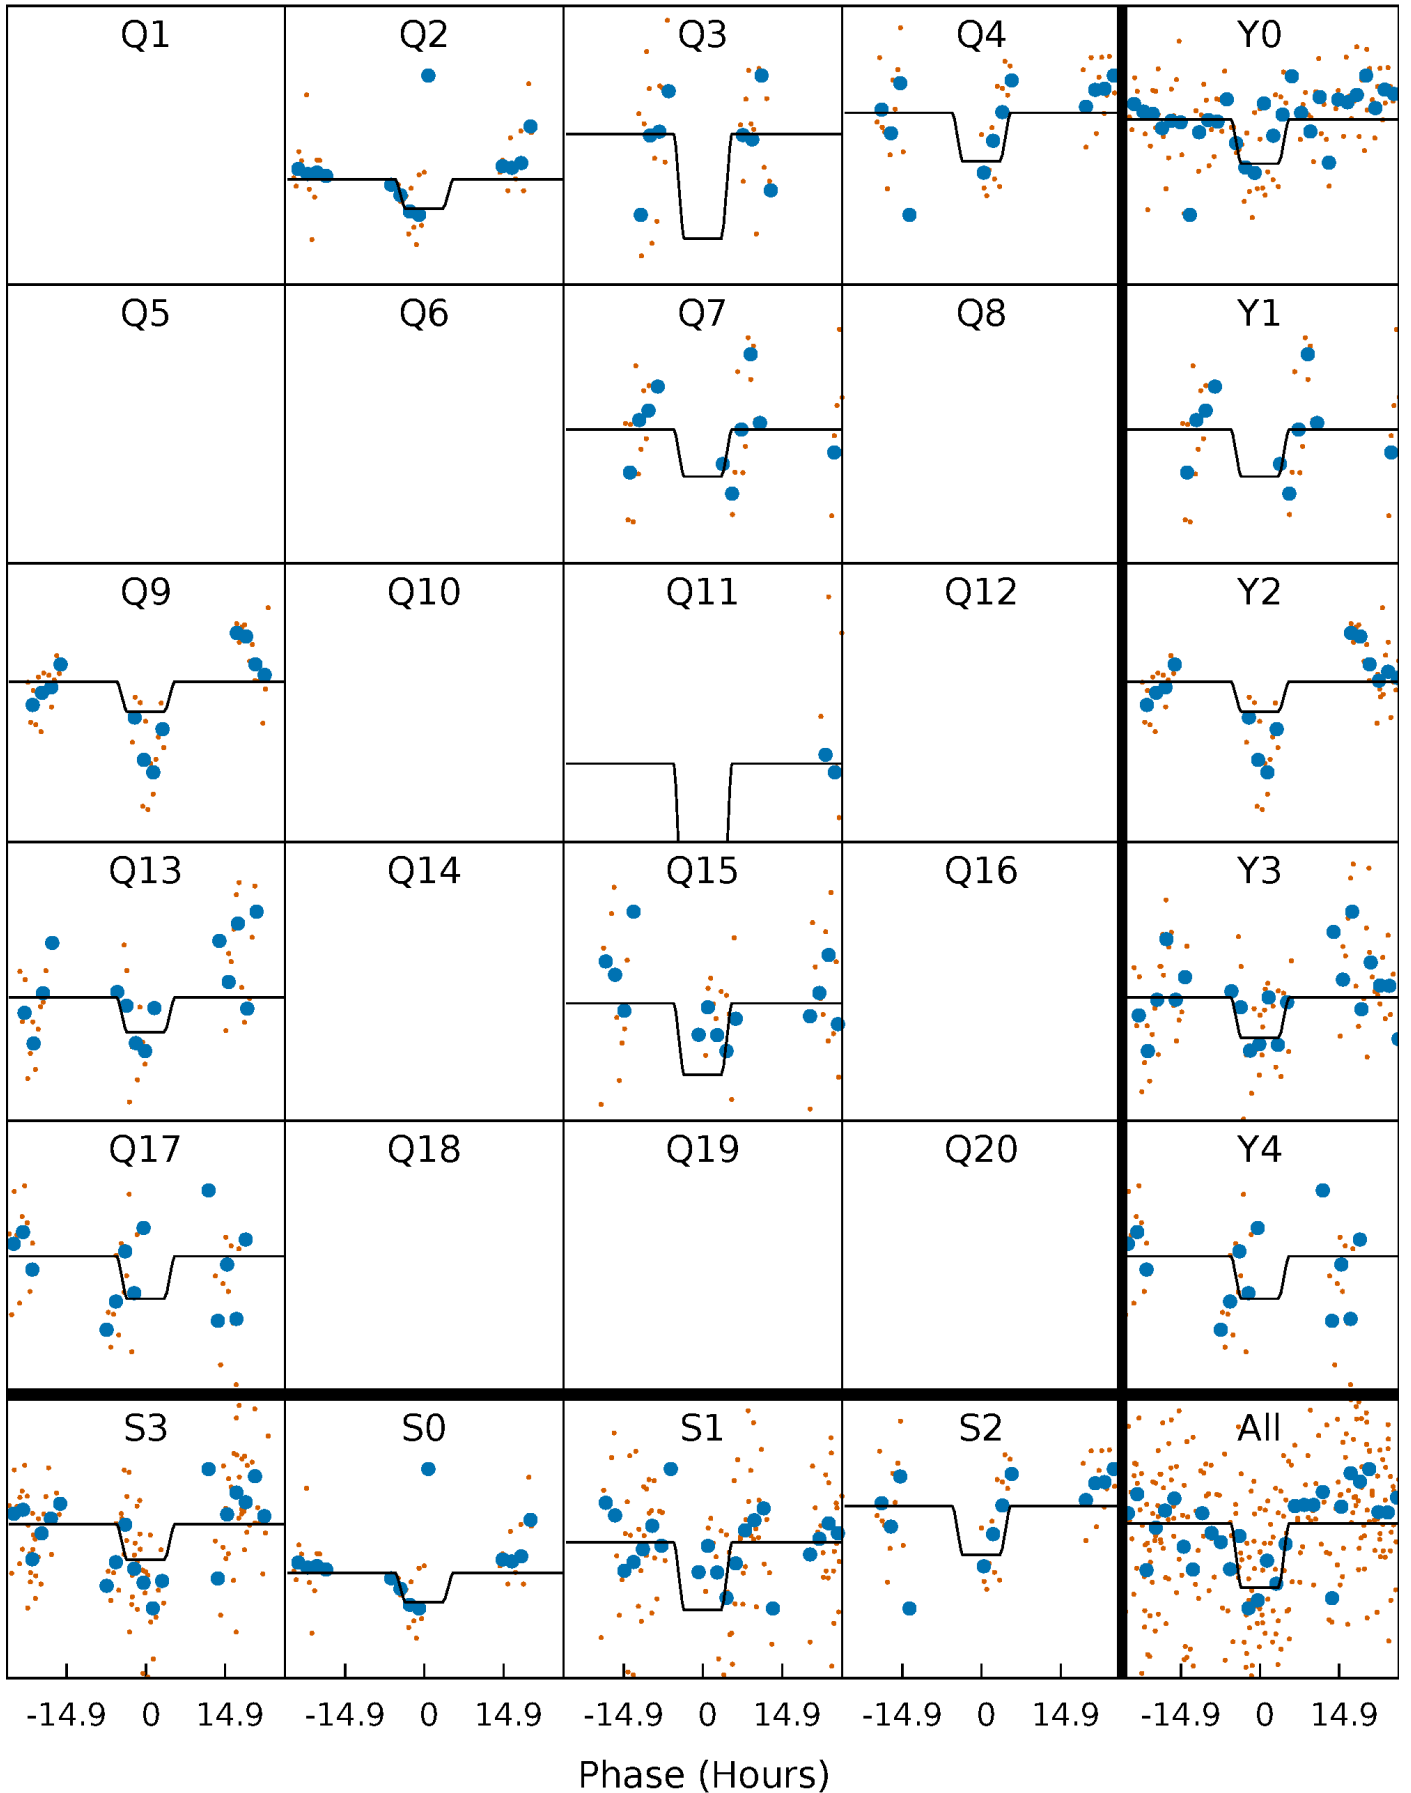 Q1 Q2 Q3 Q4 Y0
Q5 Q6 Q7 Q8 Y1
Q9 Q10 Q11 Q12 Y2
Q13 Q14 Q15 Q16 Y3
Q17 Q18 Q19 Q20 Y4
S3 S0 S1 S2 All
-14.9 0 14.9 -14.9 0 14.9 -14.9 0 14.9 -14.9 0 14.9 -14.9 0 14.9
Phase (Hours)